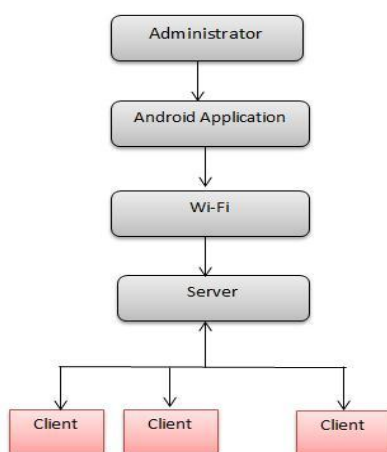 Administrator
Android Application
Wi-Fi
Server
Client
Client
Client